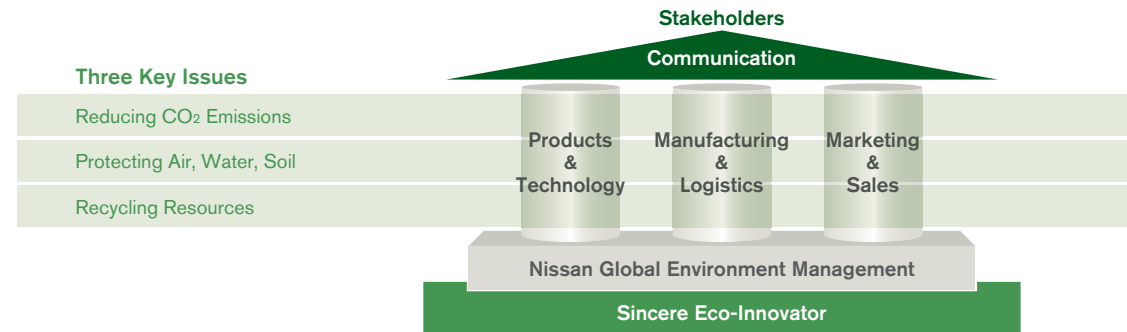 Stakeholders
Communication
Three Key Issues
Reducing CO₂ Emissions
Protecting Air, Water, Soil
Recycling Resources
Products
&
Technology
Manufacturing
&
Logistics
Marketing
&
Sales
Nissan Global Environment Management
Sincere Eco-Innovator